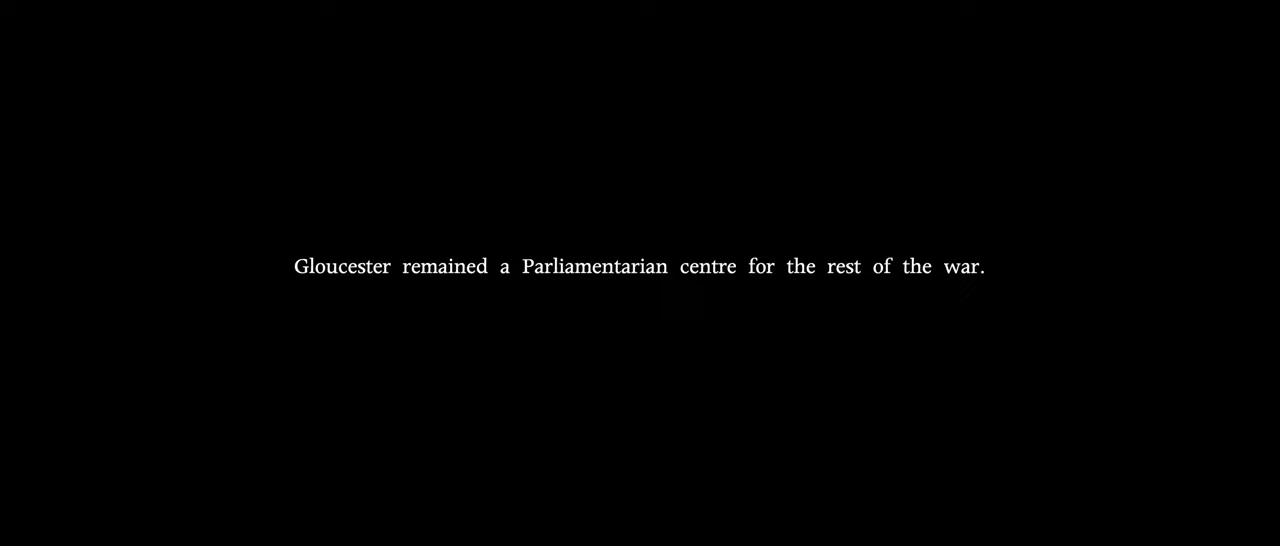 Gloucester remained a Parliamentarian centre for the rest of the war.